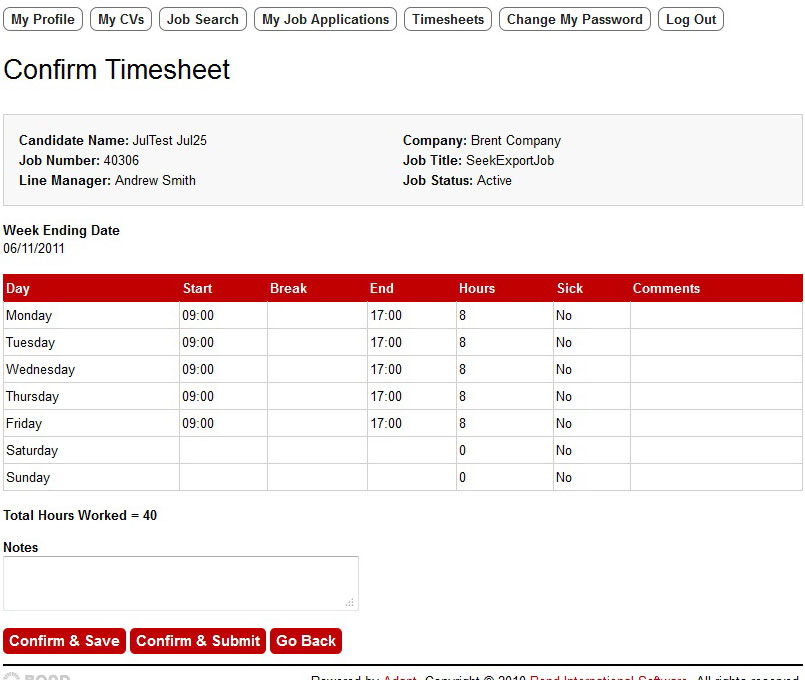 My Profile My CVs Job Search My Job Applications Timesheets Change My Password Log Out
Confirm Timesheet
Candidate Name: JulTest Jul25 Company: Brent Company
Job Number: 40306 Job Title: SeekExportJob
Line Manager: Andrew Smith Job Status: Active
Week Ending Date
06/11/2011
Day Start Break End Hours Sick Comments
Monday 09:00 17:00 8 No
Tuesday 09:00 17:00 8 No
Wednesday 09:00 17:00 8 No
Thursday 09:00 17:00 8 No
Friday 09:00 17:00 8 No
Saturday 0 No
Sunday 0 No
Total Hours Worked = 40
Notes
Confirm & Save Confirm & Submit Go Back
BOND Powered by Adapt. Copyright © 2010 Bond International Software. All rights reserved.